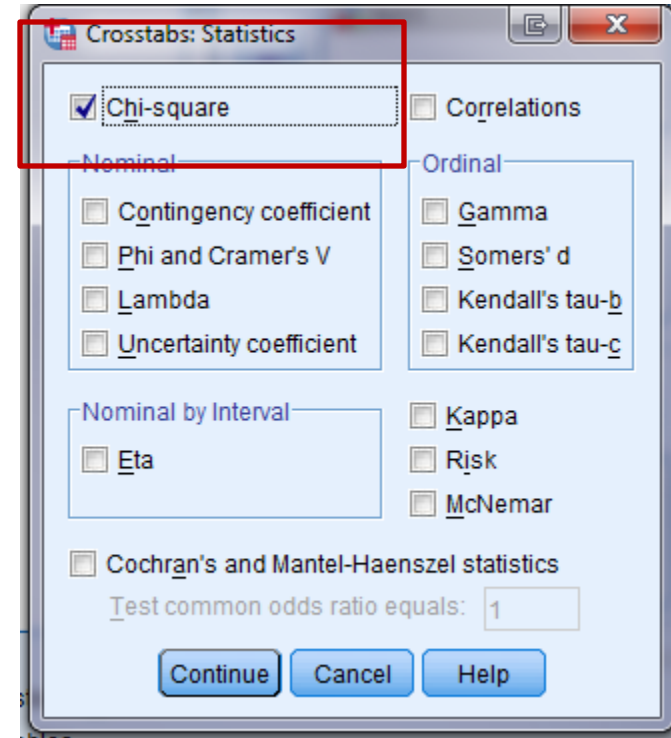 Crosstabs: Statistics
Chi-square
Correlations
Nominal
Contingency coefficient
Phi and Cramer's V
Lambda
Uncertainty coefficient
Ordinal
Gamma
Somers' d
Kendall's tau-b
Kendall's tau-c
Nominal by Interval
Eta
Kappa
Risk
McNemar
Cochran's and Mantel-Haenszel statistics
Test common odds ratio equals: 1
Continue Cancel Help